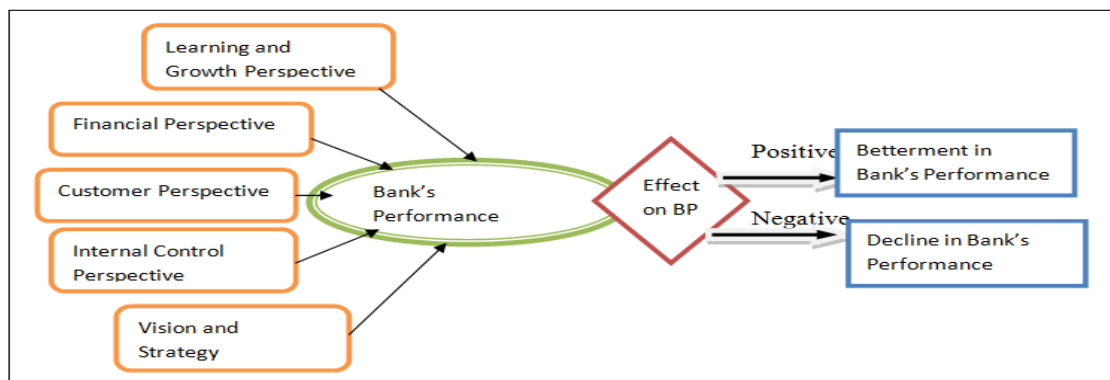 Learning and
Growth Perspective
Financial Perspective
Customer Perspective
Internal Control
Perspective
Vision and
Strategy
Bank's
Performance
Effect
on BP
Positive
Negative
Betterment in
Bank's Performance
Decline in Bank's
Performance